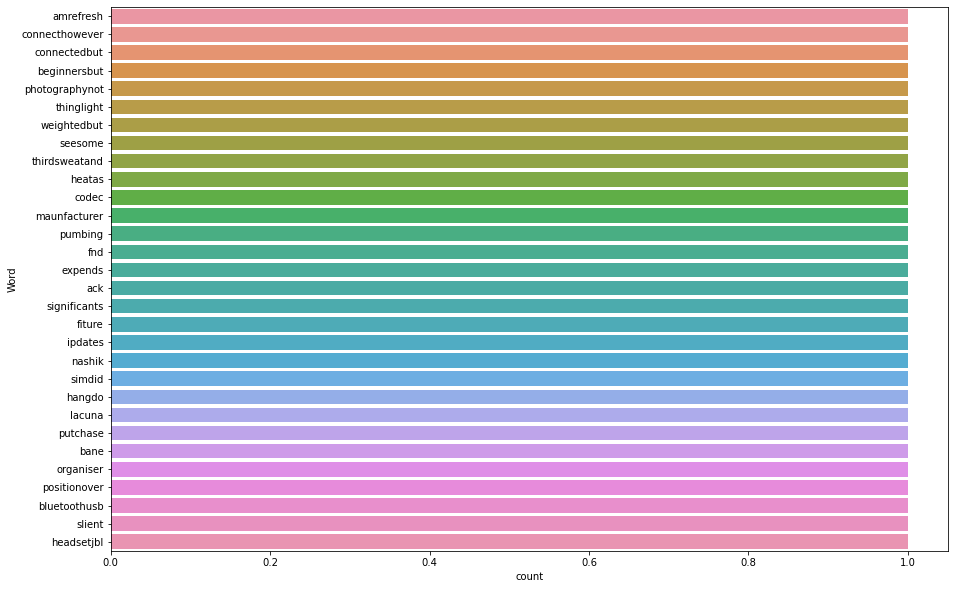 amrefresh
connecthowever
connectedbut
beginnersbut
photographynot
thinglight
weightedbut
seesome
thirdsweatand
heatas
codec
maunfacturer
pumbing
fnd
expends
ack
significants
fiture
ipdates
nashik
simdid
hangdo
lacuna
putchase
bane
organiser
positionover
bluetoothusb
slient
headsetjbl
Word
0.0 0.2 0.4 0.6 0.8 1.0
count